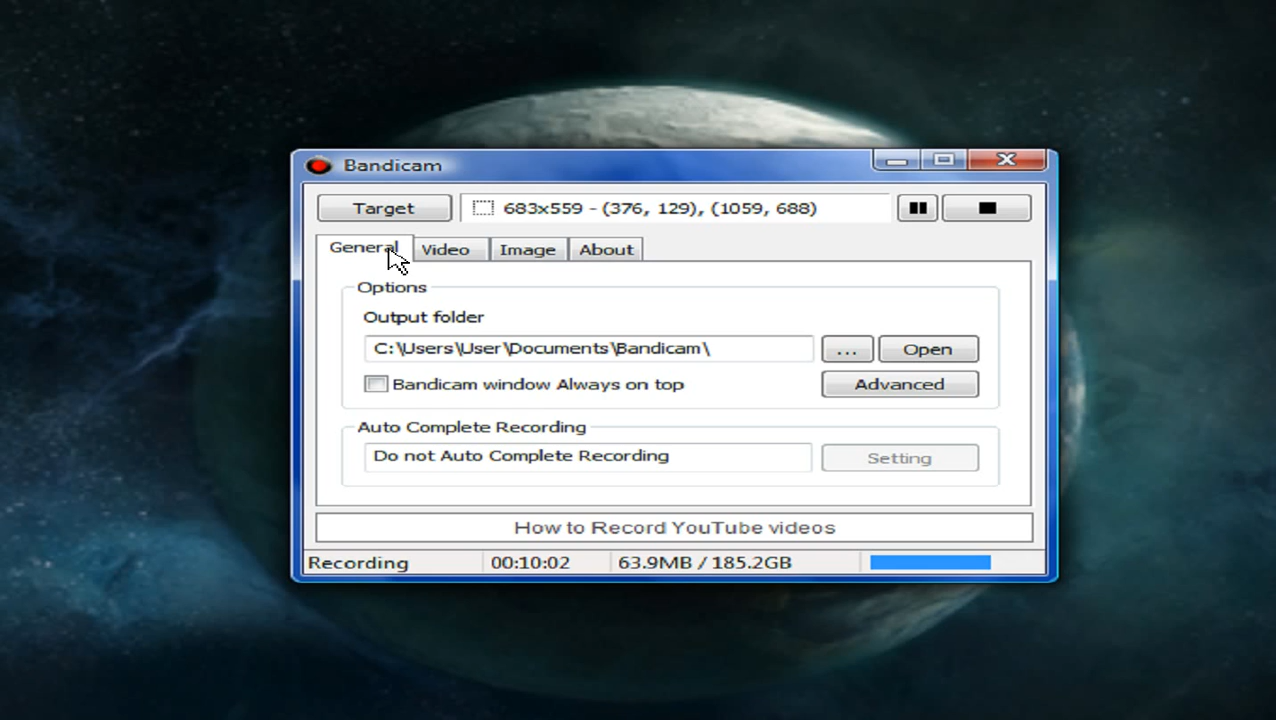 Bandicam
Target 683x559 - (376, 129), (1059, 688)
General Video Image About
Options
Output folder
C:\Users\User\Documents\Bandicam\ ... Open
Bandicam window Always on top Advanced
Auto Complete Recording
Do not Auto Complete Recording Setting
How to Record YouTube videos
Recording 00:10:02 63.9MB / 185.2GB